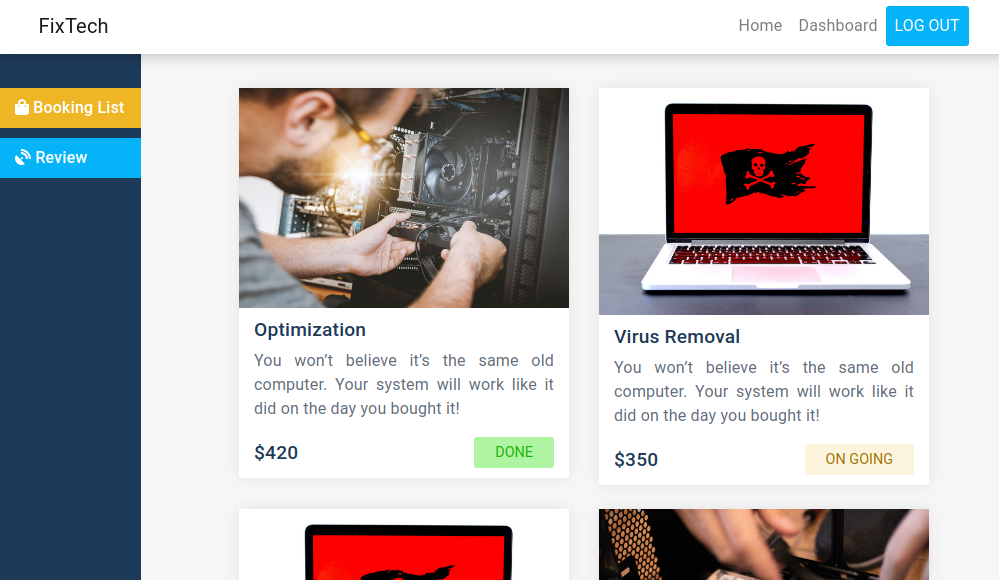 FixTech
Home Dashboard LOG OUT
Booking List
Review
Optimization
You won’t believe it’s the same old
computer. Your system will work like it
did on the day you bought it!
$420 DONE
Virus Removal
You won’t believe it’s the same old
computer. Your system will work like it
did on the day you bought it!
$350 ON GOING